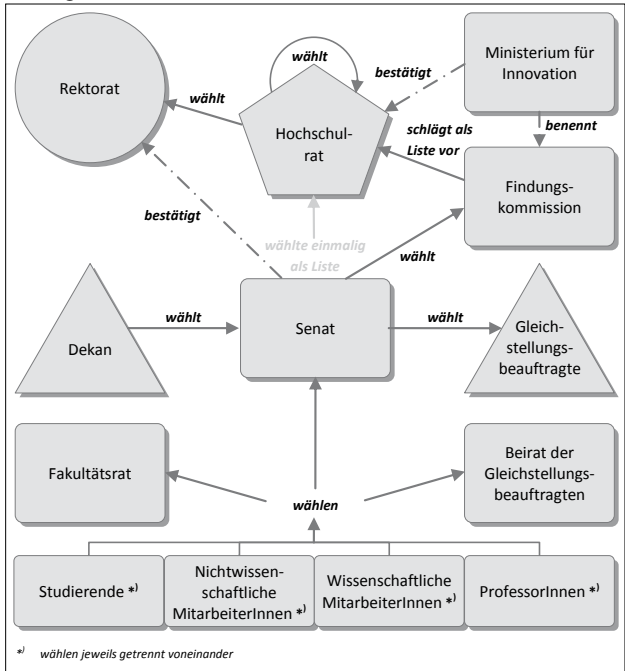 Rektorat
wählt
wählt
Hochschul-
rat
bestätigt
Ministerium für
Innovation
benennt
schlägt als
Liste vor
Findungs-
kommission
bestätigt
wählte einmalig
als Liste
wählt
Dekan
wählt
Senat
wählt
Gleich-
stellungs-
beauftragte
Fakultätsrat
wählen
Beirat der
Gleichstellungs-
beauftragten
Studierende *)
Nichtwissen-
schaftliche
MitarbeiterInnen *)
Wissenschaftliche
MitarbeiterInnen *)
ProfessorInnen *)
*) wählen jeweils getrennt voneinander